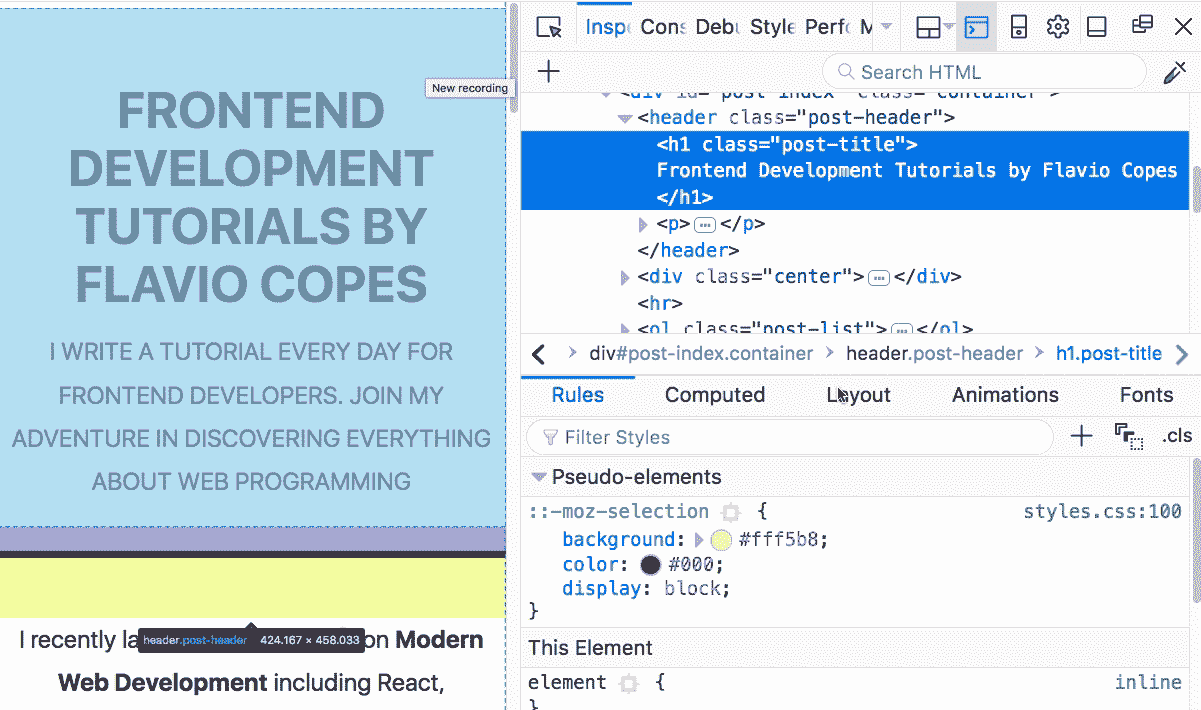 FRONTEND
DEVELOPMENT
TUTORIALS BY
FLAVIO COPES
I WRITE A TUTORIAL EVERY DAY FOR
FRONTEND DEVELOPERS. JOIN MY
ADVENTURE IN DISCOVERING EVERYTHING
ABOUT WEB PROGRAMMING
New recording
I recently la on Modern
header.post-header 424.167 × 458.033
Web Development including React,
Inspe Cons Debu Style Perfo M
Search HTML
<div id="post-index" class="container">
<header class="post-header">
<h1 class="post-title">
Frontend Development Tutorials by Flavio Copes
</h1>
<p>…</p>
</header>
<div class="center">…</div>
<hr>
<ol class="post-list">…</ol>
div#post-index.container > header.post-header > h1.post-title
Rules Computed Layout Animations Fonts
Filter Styles + .cls
Pseudo-elements
::-moz-selection { styles.css:100
background: #fff5b8;
color: #000;
display: block;
}
This Element
element { inline
}